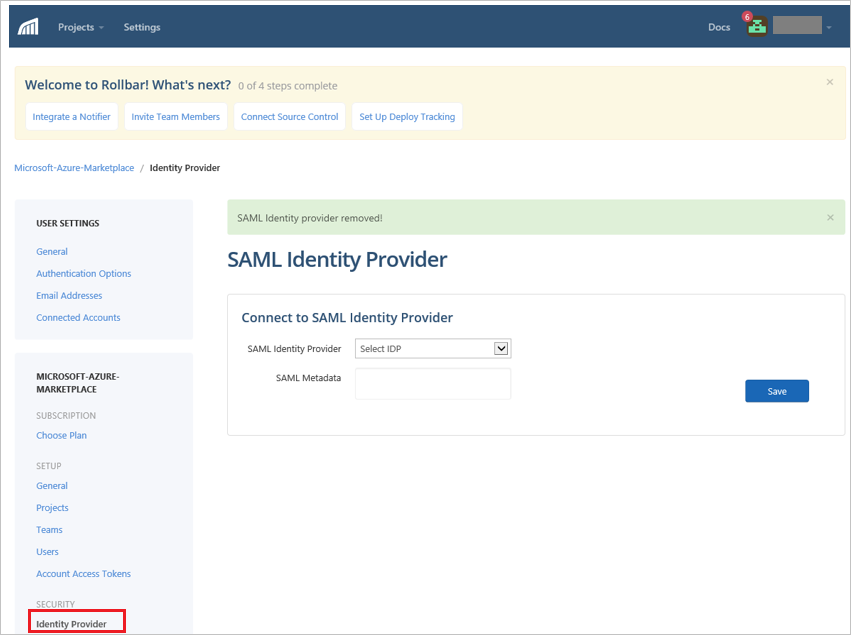 Projects Settings Docs 6
Welcome to Rollbar! What's next? 0 of 4 steps complete
Integrate a Notifier Invite Team Members Connect Source Control Set Up Deploy Tracking
Microsoft-Azure-Marketplace / Identity Provider
USER SETTINGS
General
Authentication Options
Email Addresses
Connected Accounts
MICROSOFT-AZURE-
MARKETPLACE
SUBSCRIPTION
Choose Plan
SETUP
General
Projects
Teams
Users
Account Access Tokens
SECURITY
Identity Provider
SAML Identity provider removed!
SAML Identity Provider
Connect to SAML Identity Provider
SAML Identity Provider Select IDP
SAML Metadata
Save